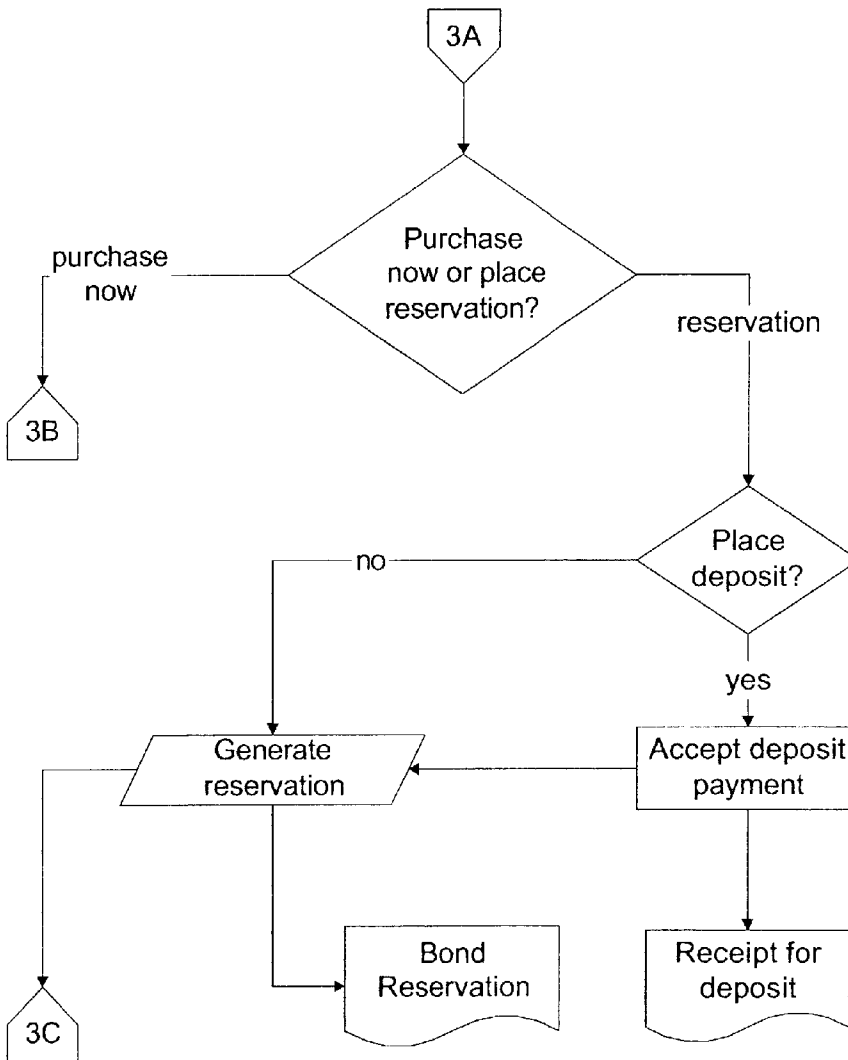 3A
Purchase
now or place
reservation?
purchase
now
reservation
3B
Place
deposit?
no
yes
Generate
reservation
Accept deposit
payment
Bond
Reservation
Receipt for
deposit
3C